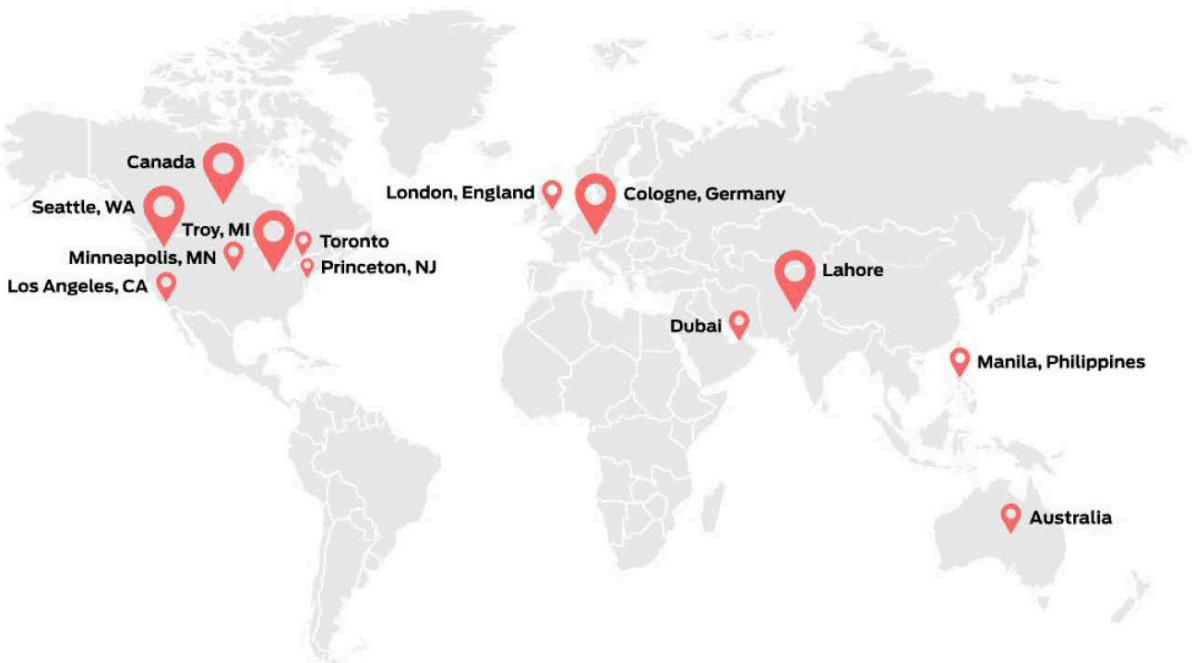 Canada
London, England
Cologne, Germany
Seattle, WA
Troy, MI
Toronto
Minneapolis, MN
Princeton, NJ
Lahore
Los Angeles, CA
Dubai
Manila, Philippines
Australia